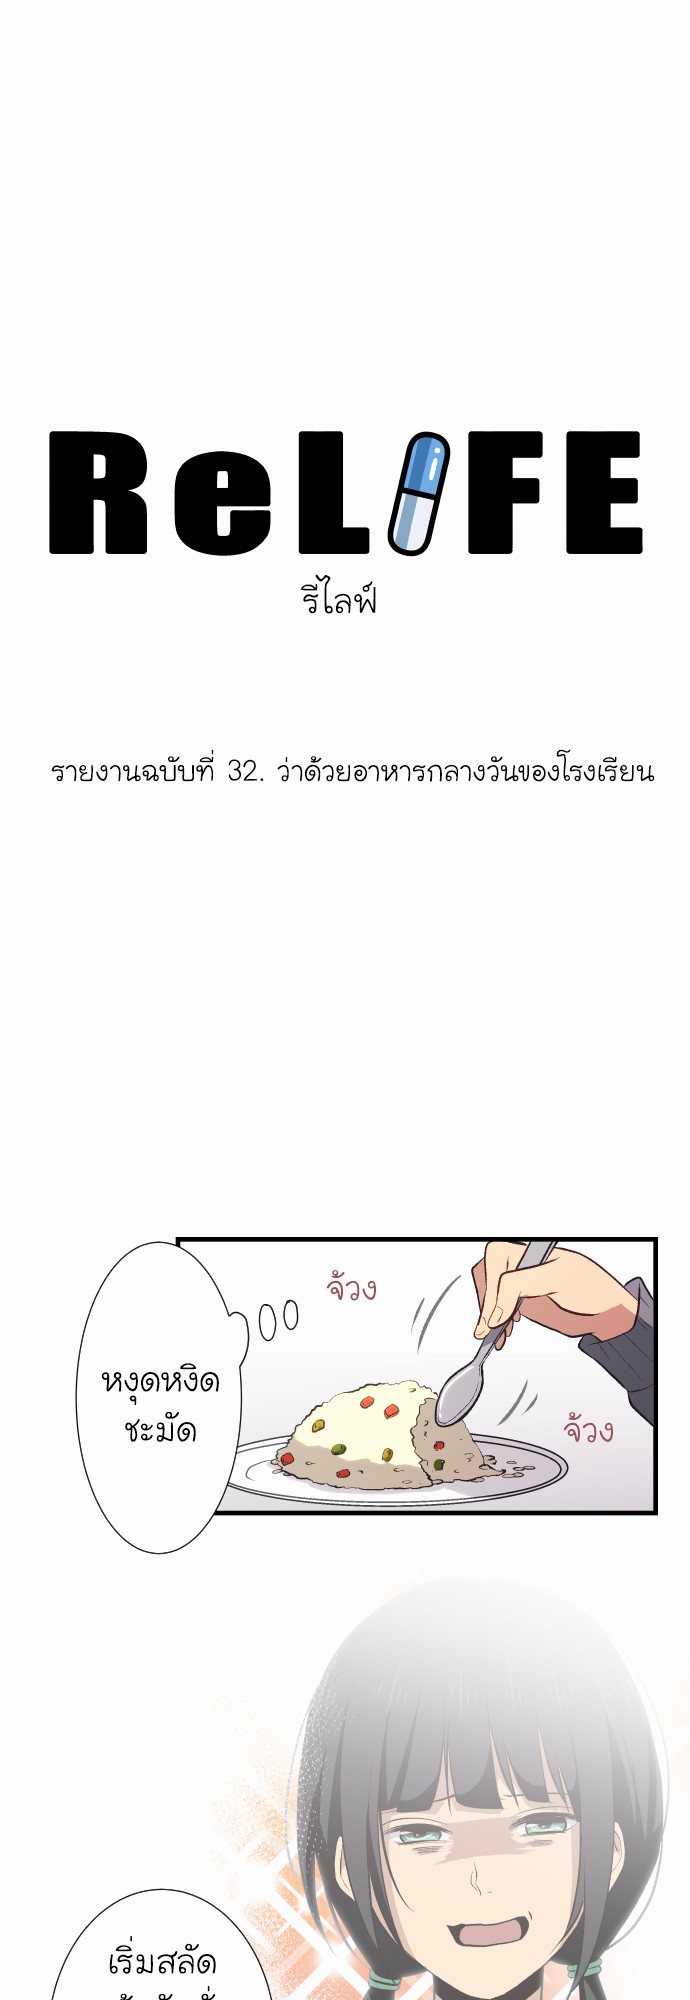 ReLIFE
รีไลฟ์
รายงานฉบับที่ 32. ว่าด้วยอาหารกลางวันของโรงเรียน
จ้วง
หงุดหงิด
ชะมัด
จ้วง
เริ่มสลัด